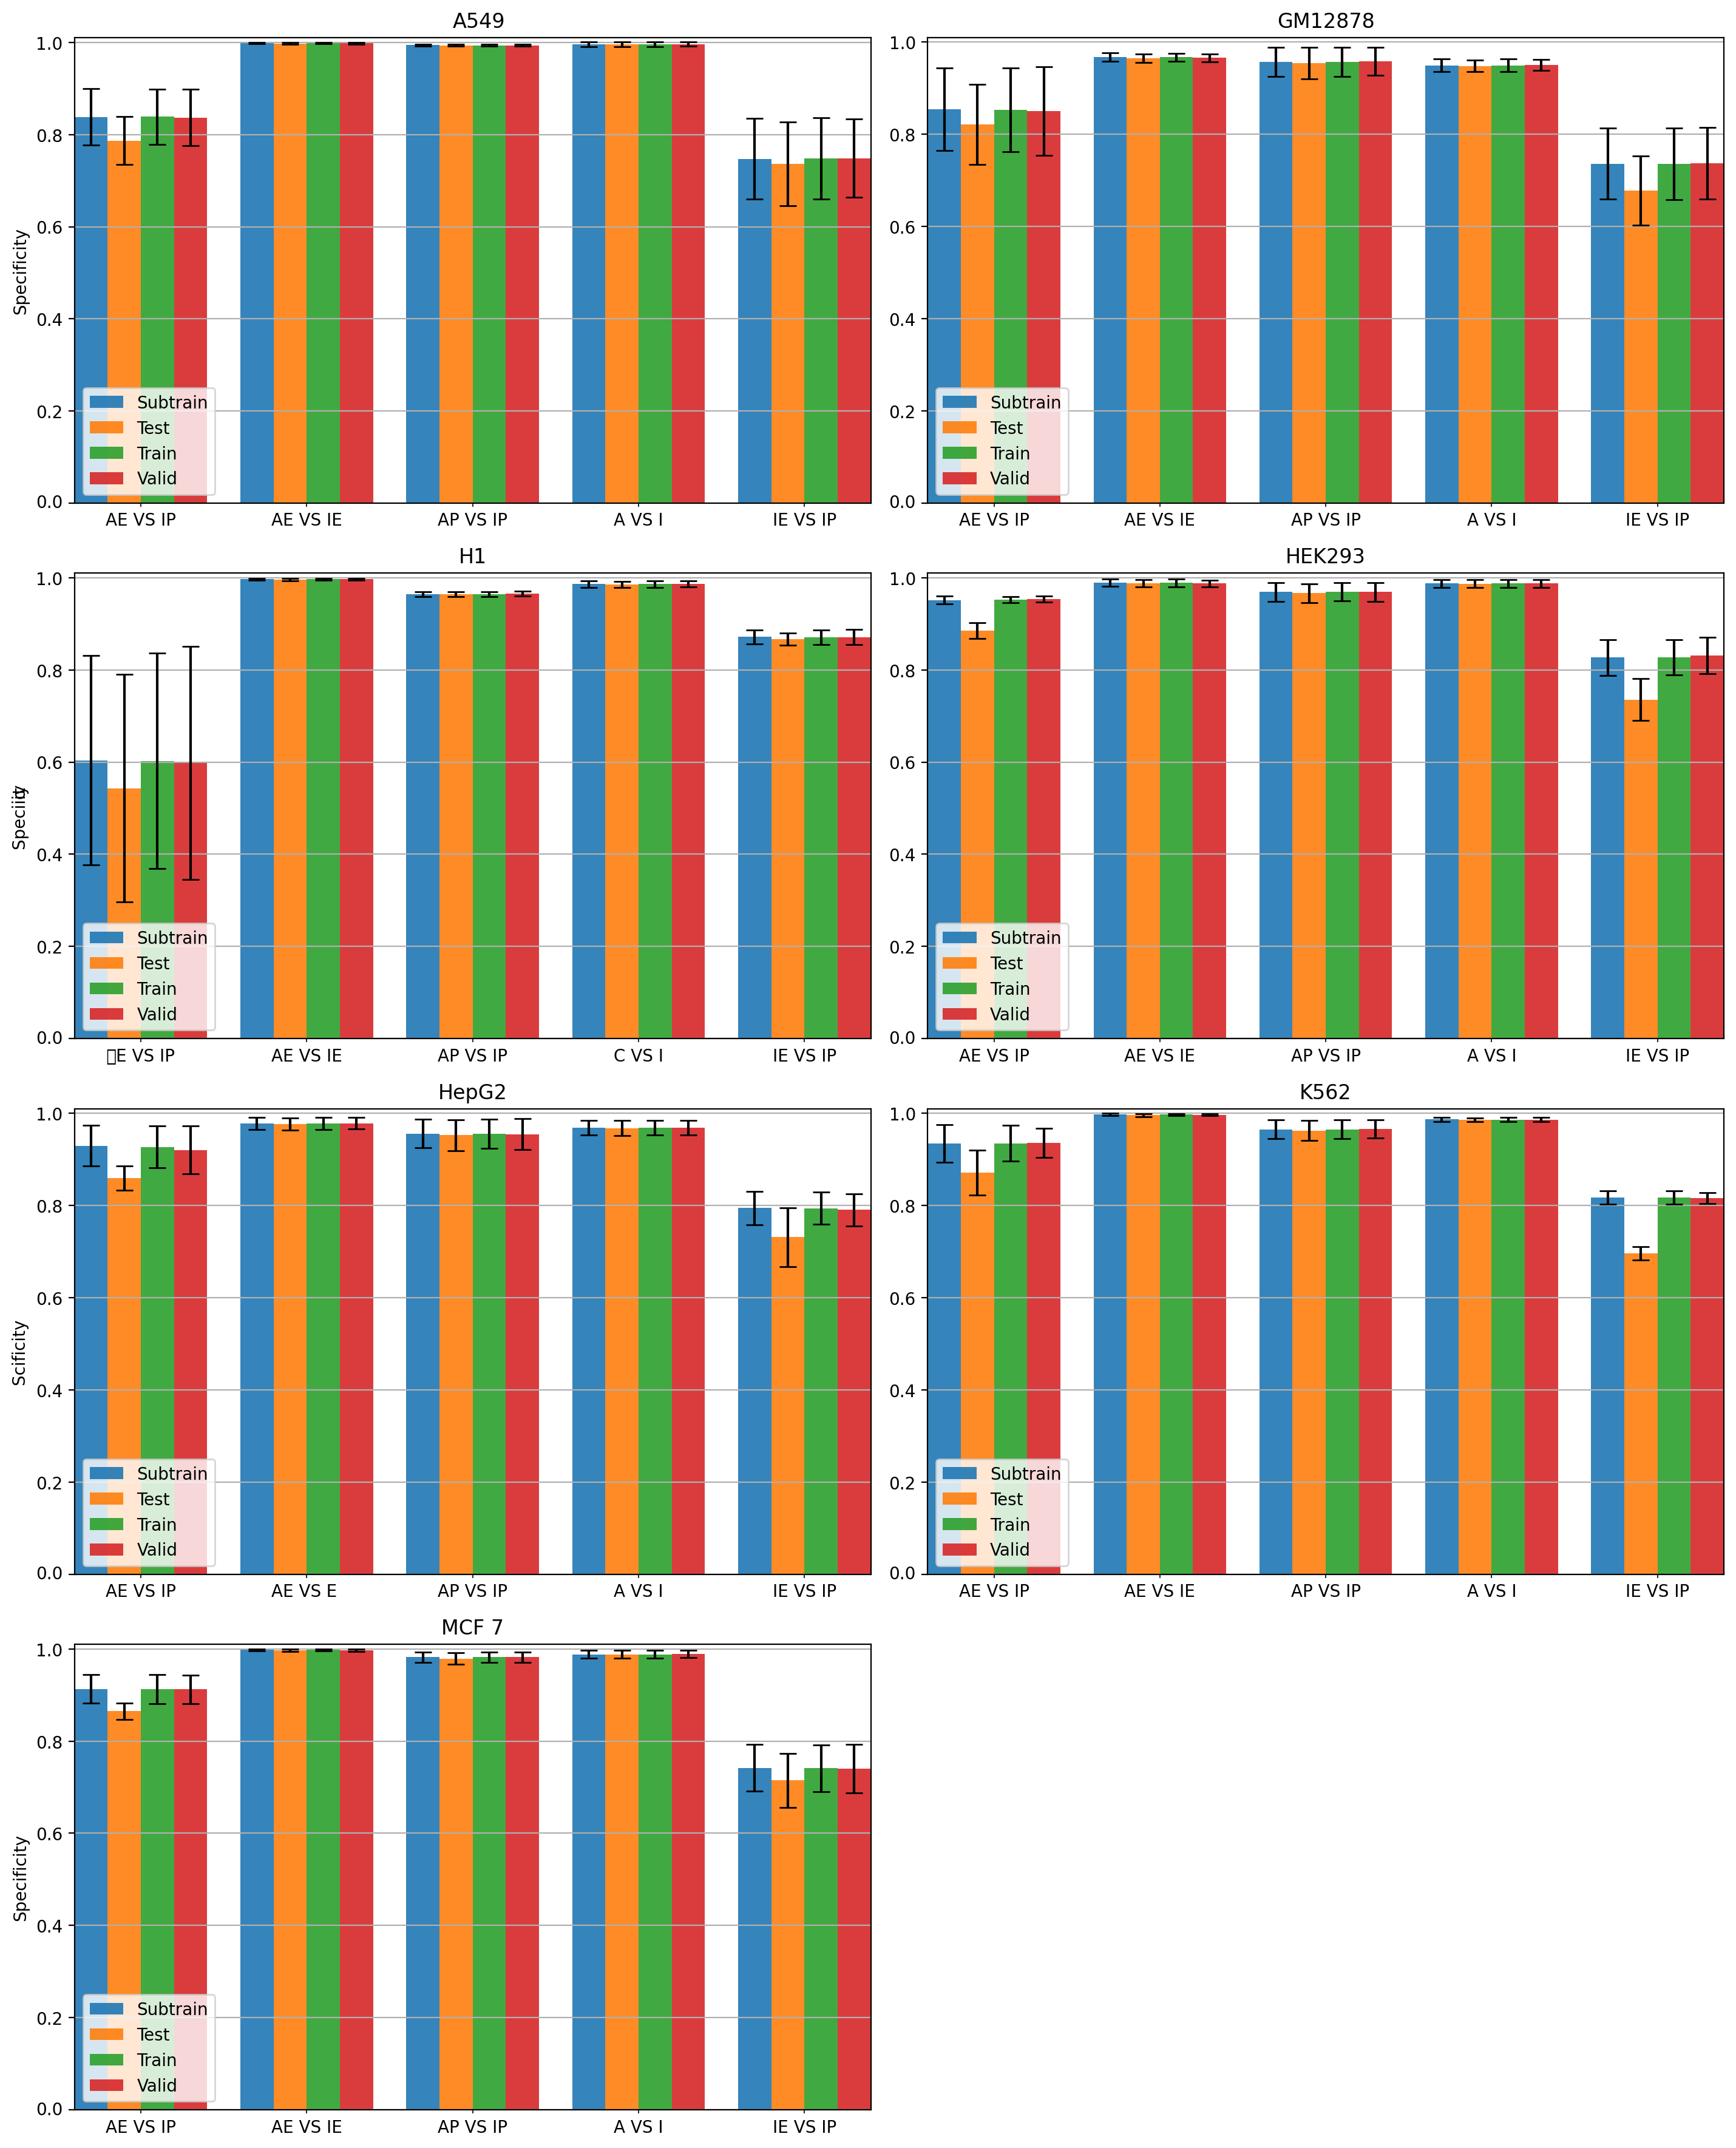 A549
Specificity
1.0
0.8
0.6
0.4
0.2
0.0
Subtrain
Test
Train
Valid
AE VS IP
AE VS IE
AP VS IP
A VS I
IE VS IP
GM12878
1.0
0.8
0.6
0.4
0.2
0.0
Subtrain
Test
Train
Valid
AE VS IP
AE VS IE
AP VS IP
A VS I
IE VS IP
H1
1.0
0.8
0.6
0.4
0.2
0.0
Subtrain
Test
Train
Valid
E VS IP
AE VS IE
AP VS IP
C VS I
IE VS IP
HEK293
1.0
0.8
0.6
0.4
0.2
0.0
Subtrain
Test
Train
Valid
AE VS IP
AE VS IE
AP VS IP
A VS I
IE VS IP
HepG2
Scificity
1.0
0.8
0.6
0.4
0.2
0.0
Subtrain
Test
Train
Valid
AE VS IP
AE VS E
AP VS IP
A VS I
IE VS IP
K562
1.0
0.8
0.6
0.4
0.2
0.0
Subtrain
Test
Train
Valid
AE VS IP
AE VS IE
AP VS IP
A VS I
IE VS IP
MCF 7
Specificity
1.0
0.8
0.6
0.4
0.2
0.0
Subtrain
Test
Train
Valid
AE VS IP
AE VS IE
AP VS IP
A VS I
IE VS IP